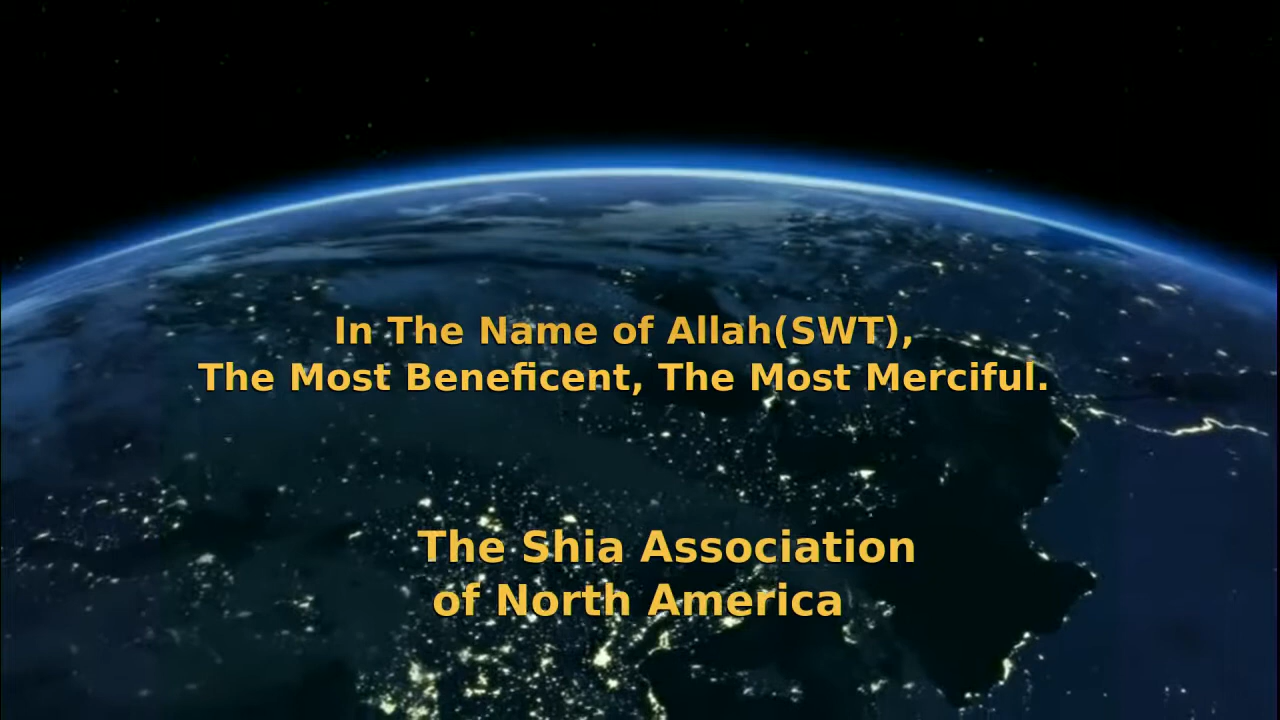 In The Name of Allah(SWT),
The Most Beneficent, The Most Merciful.
The Shia Association
of North America